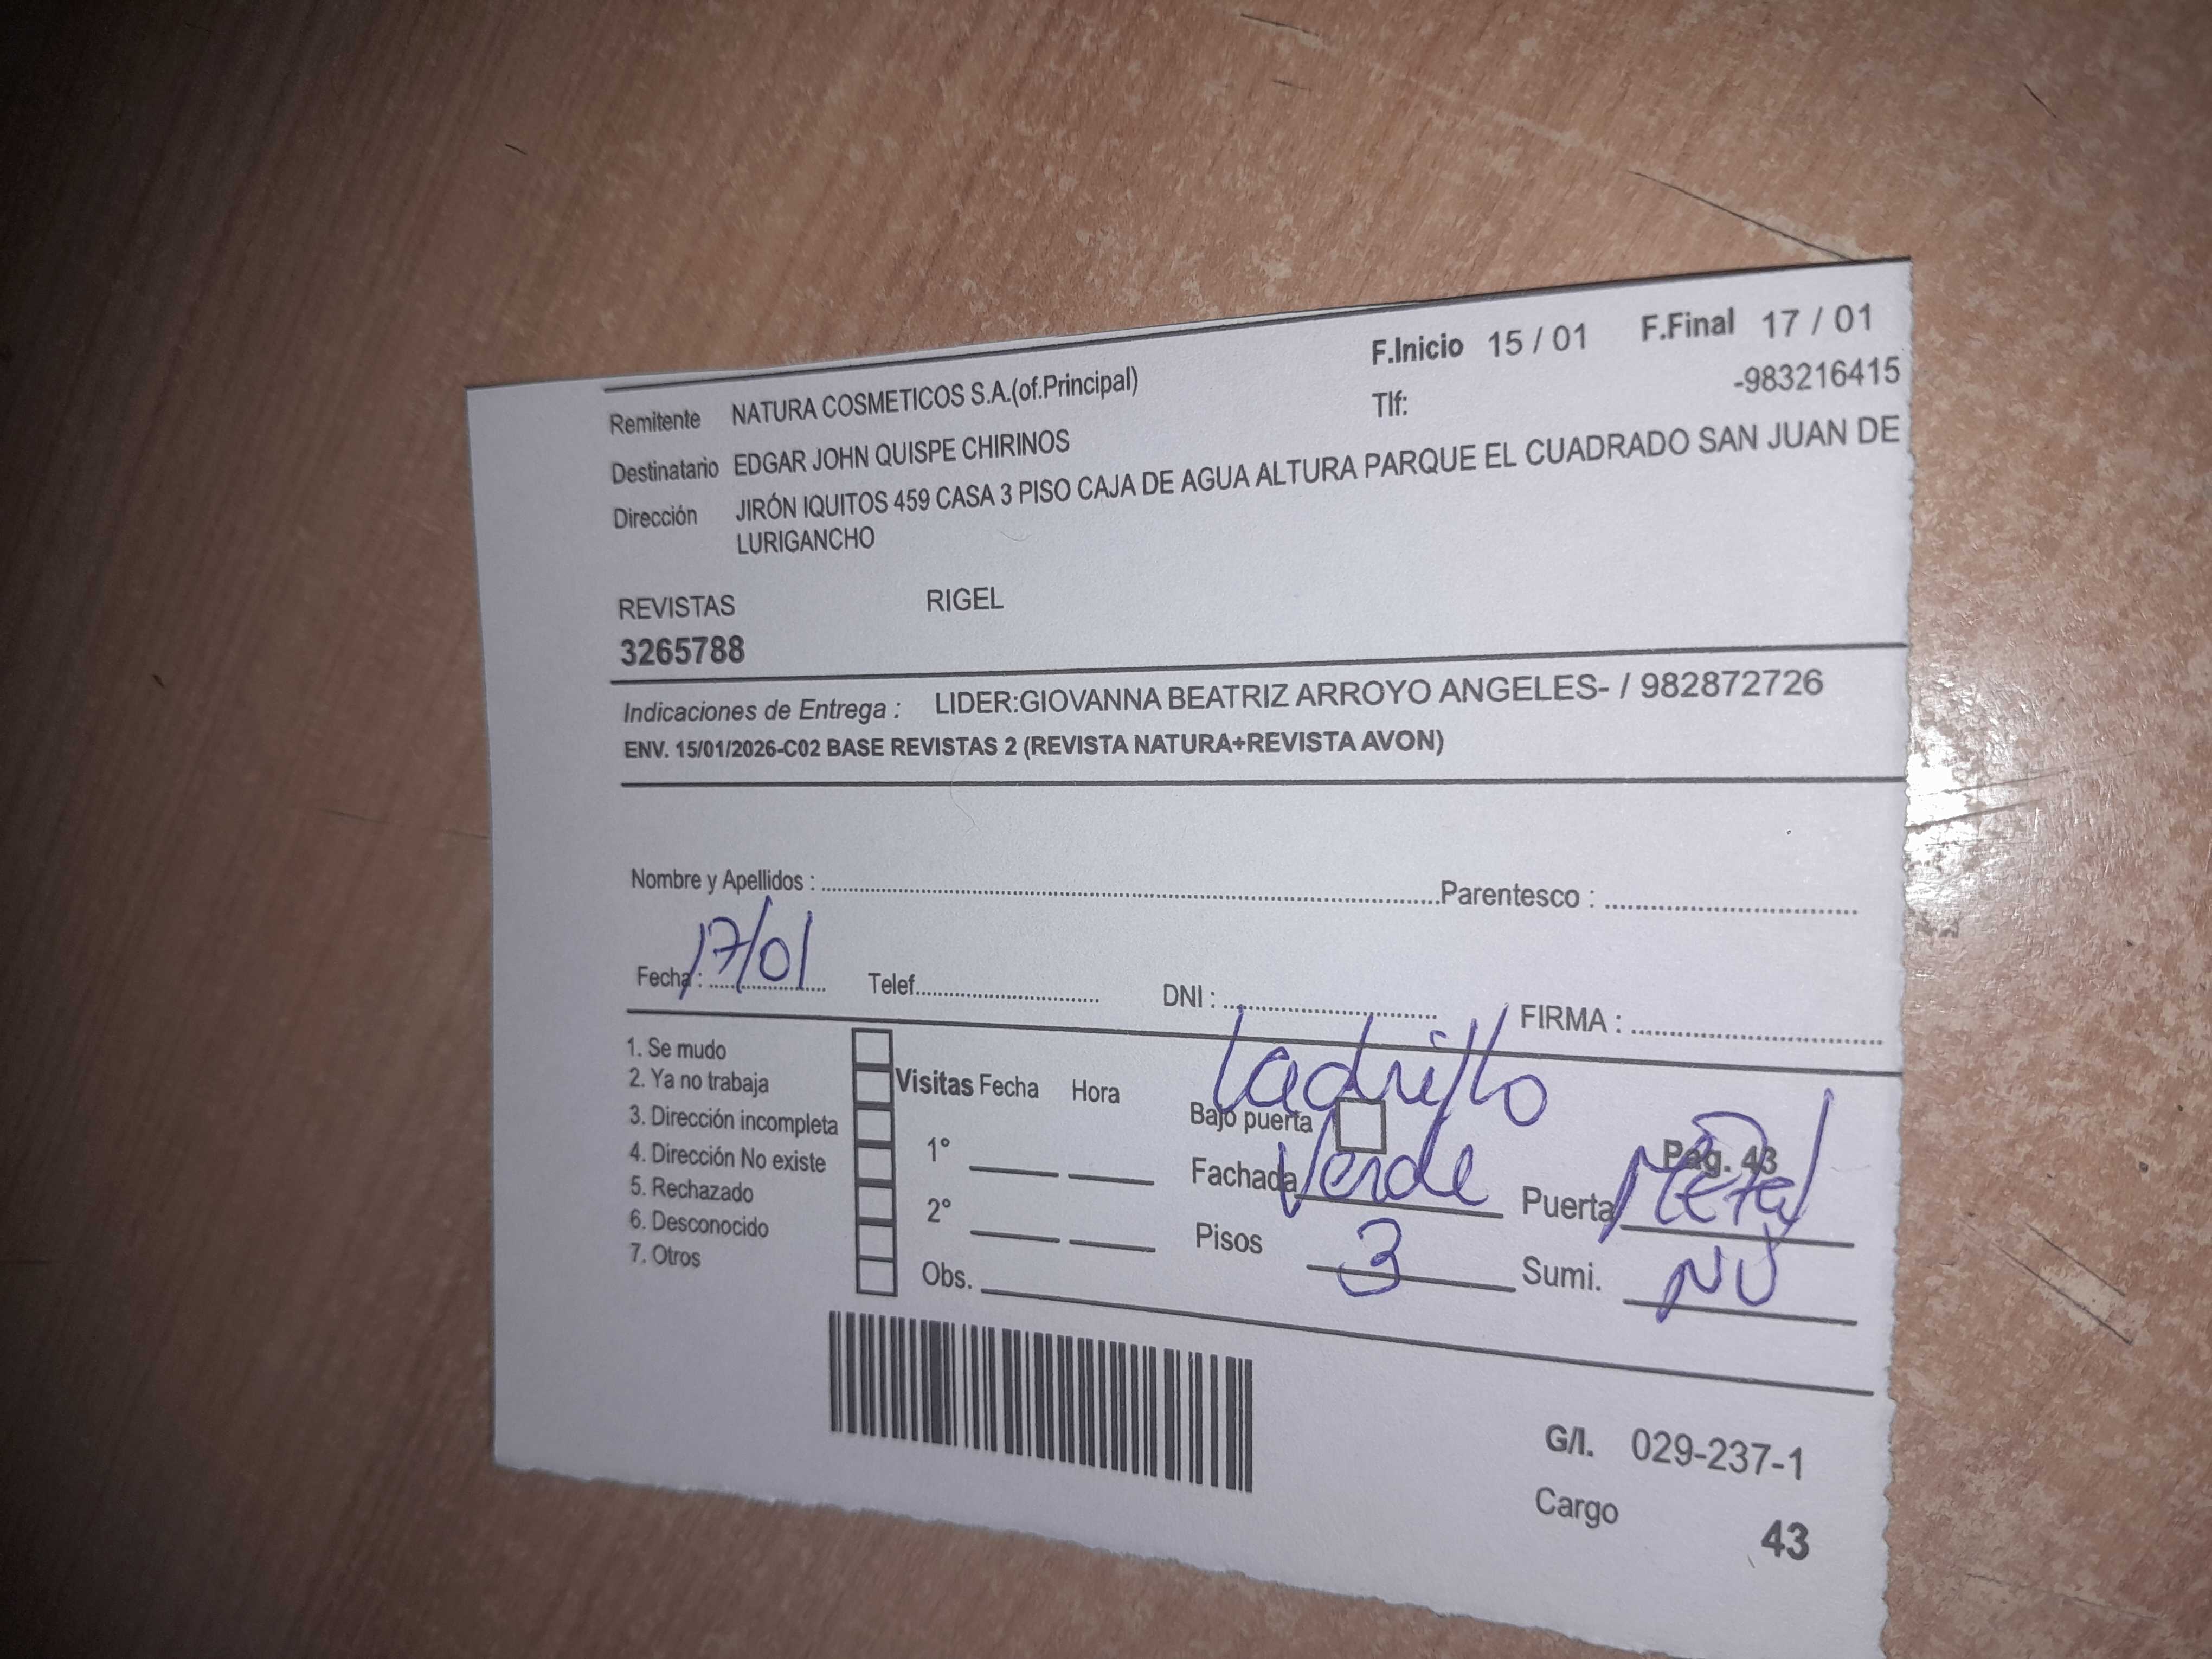 F.Inicio 15 / 01 F.Final 17 / 01
Remitente NATURA COSMETICOS S.A.(of.Principal) Tlf: -983216415
Destinatario EDGAR JOHN QUISPE CHIRINOS
Dirección JIRÓN IQUITOS 459 CASA 3 PISO CAJA DE AGUA ALTURA PARQUE EL CUADRADO SAN JUAN DE
LURIGANCHO
REVISTAS RIGEL
3265788
Indicaciones de Entrega : LIDER:GIOVANNA BEATRIZ ARROYO ANGELES- / 982872726
ENV. 15/01/2026-C02 BASE REVISTAS 2 (REVISTA NATURA+REVISTA AVON)
Nombre y Apellidos : Parentesco :
Fecha : 17/01 Telef. DNI : FIRMA :
1. Se mudo
2. Ya no trabaja
3. Dirección incompleta
4. Dirección No existe
5. Rechazado
6. Desconocido
7. Otros
Visitas Fecha Hora
1°
2°
Obs.
Ladrillo
Bajo puerta
Pág. 43
Fachada Verde Puerta Metal
Pisos 3 Sumi. NU
G/I. 029-237-1
Cargo 43